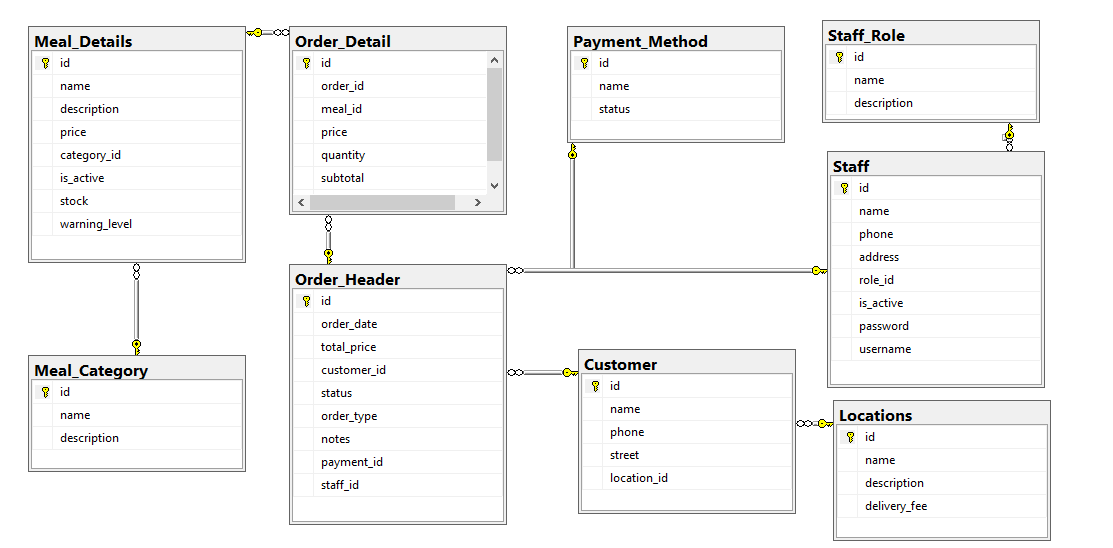 Meal_Details
id
name
description
price
category_id
is_active
stock
warning_level
Order_Detail
id
order_id
meal_id
price
quantity
subtotal
Payment_Method
id
name
status
Staff_Role
id
name
description
Staff
id
name
phone
address
role_id
is_active
password
username
Order_Header
id
order_date
total_price
customer_id
status
order_type
notes
payment_id
staff_id
Meal_Category
id
name
description
Customer
id
name
phone
street
location_id
Locations
id
name
description
delivery_fee